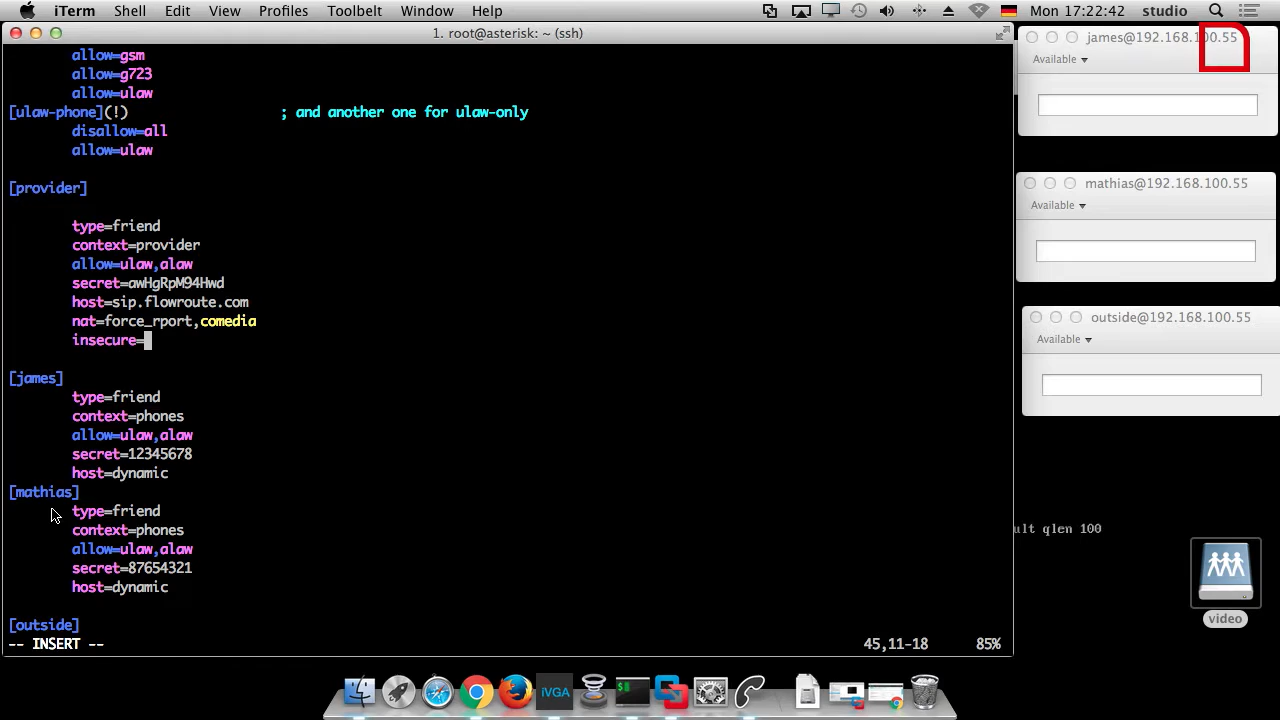 iTerm Shell Edit View Profiles Toolbelt Window Help Mon 17:22:42 studio
1. root@asterisk: ~ (ssh)
allow=gsm
allow=g723
allow=ulaw
[ulaw-phone](!) ; and another one for ulaw-only
disallow=all
allow=ulaw
[provider]
type=friend
context=provider
allow=ulaw,alaw
secret=awHgRpM94Hwd
host=sip.flowroute.com
nat=force_rport,comedia
insecure=
[james]
type=friend
context=phones
allow=ulaw,alaw
secret=12345678
host=dynamic
[mathias]
type=friend
context=phones
allow=ulaw,alaw
secret=87654321
host=dynamic
[outside]
-- INSERT -- 45,11-18 85%
james@192.168.100.55
Available
mathias@192.168.100.55
Available
outside@192.168.100.55
Available
ult qlen 100
video
iVGA